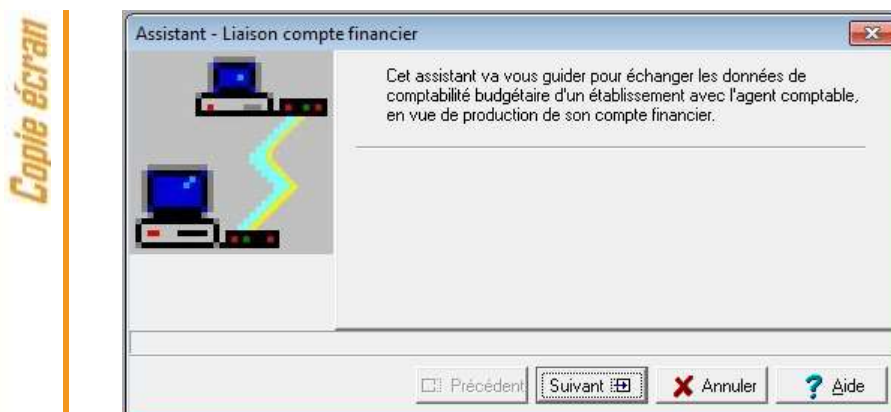 Copie écran
Assistant - Liaison compte financier
Cet assistant va vous guider pour échanger les données de
comptabilité budgétaire d'un établissement avec l'agent comptable,
en vue de production de son compte financier.
Précédent Suivant Annuler Aide